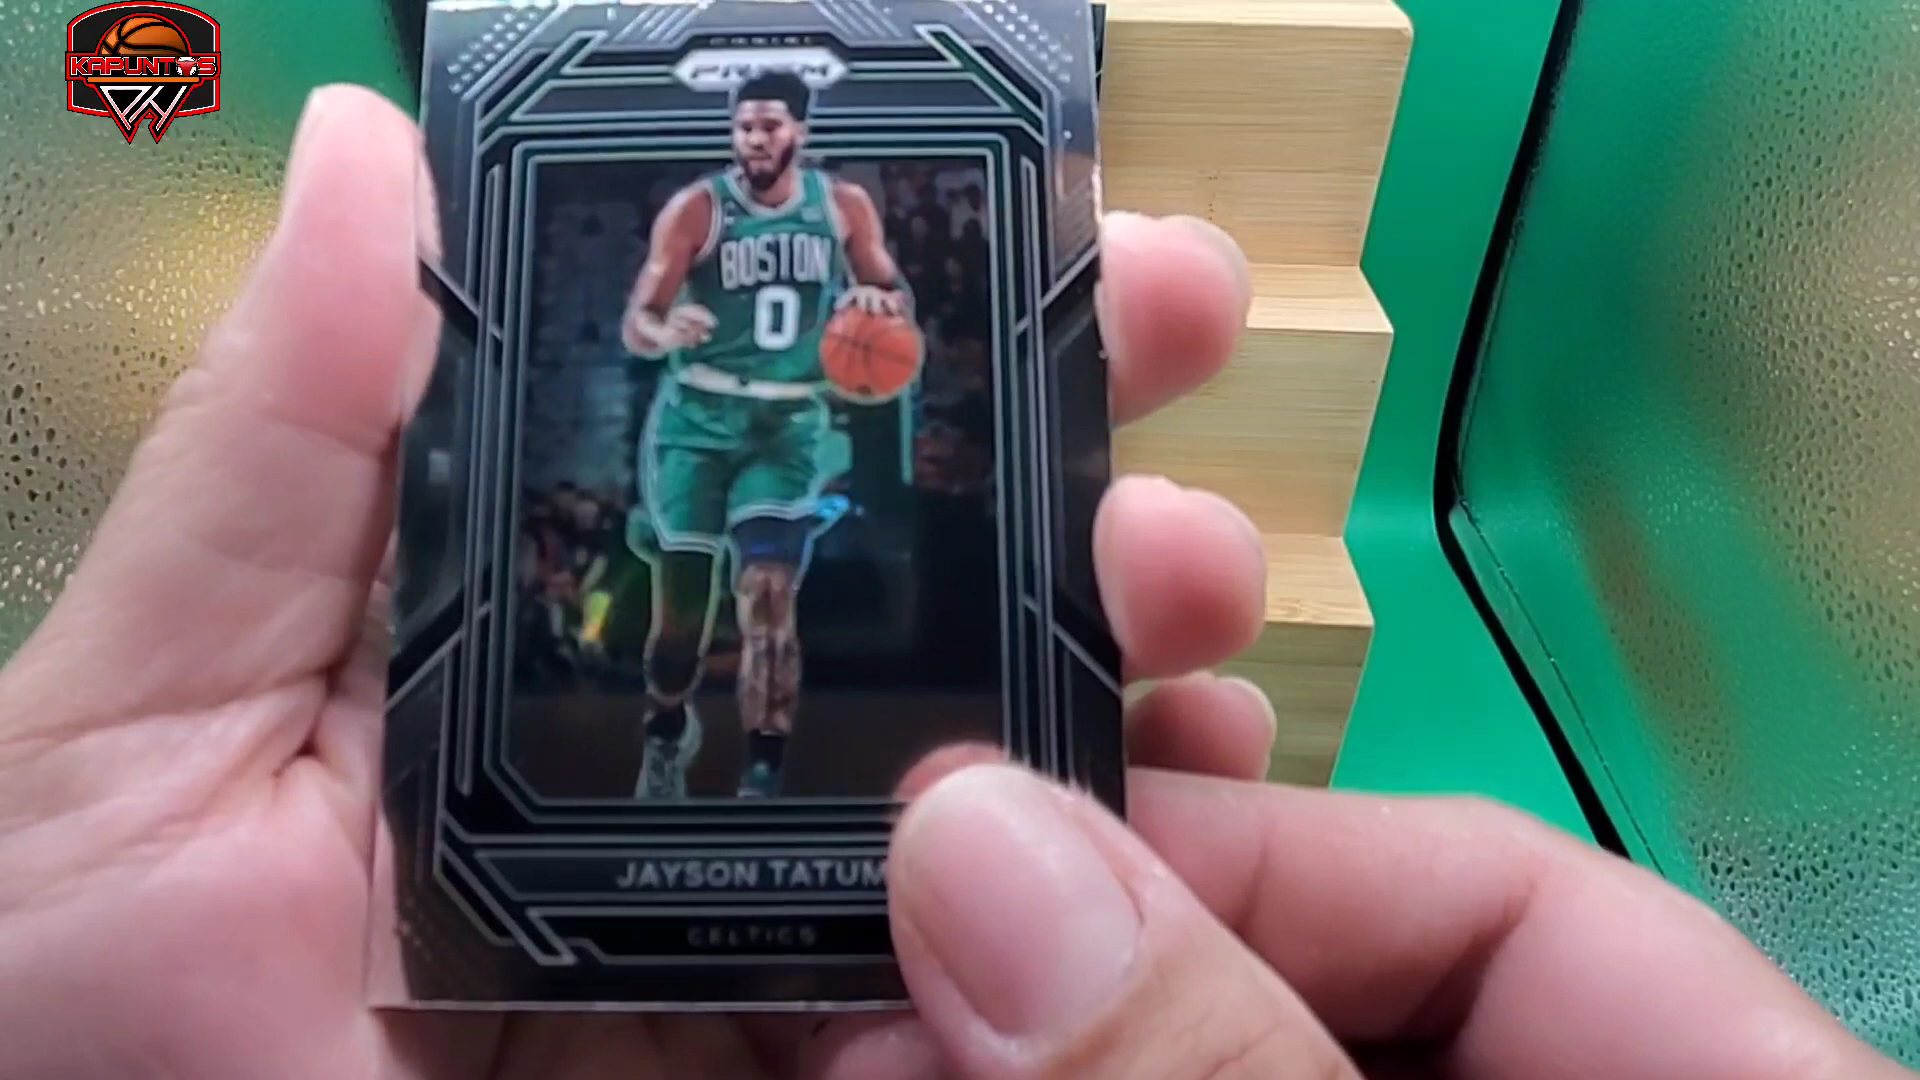 KAPUNTOS
PANINI
PRIZM
BOSTON
0
JAYSON TATUM
CELTICS